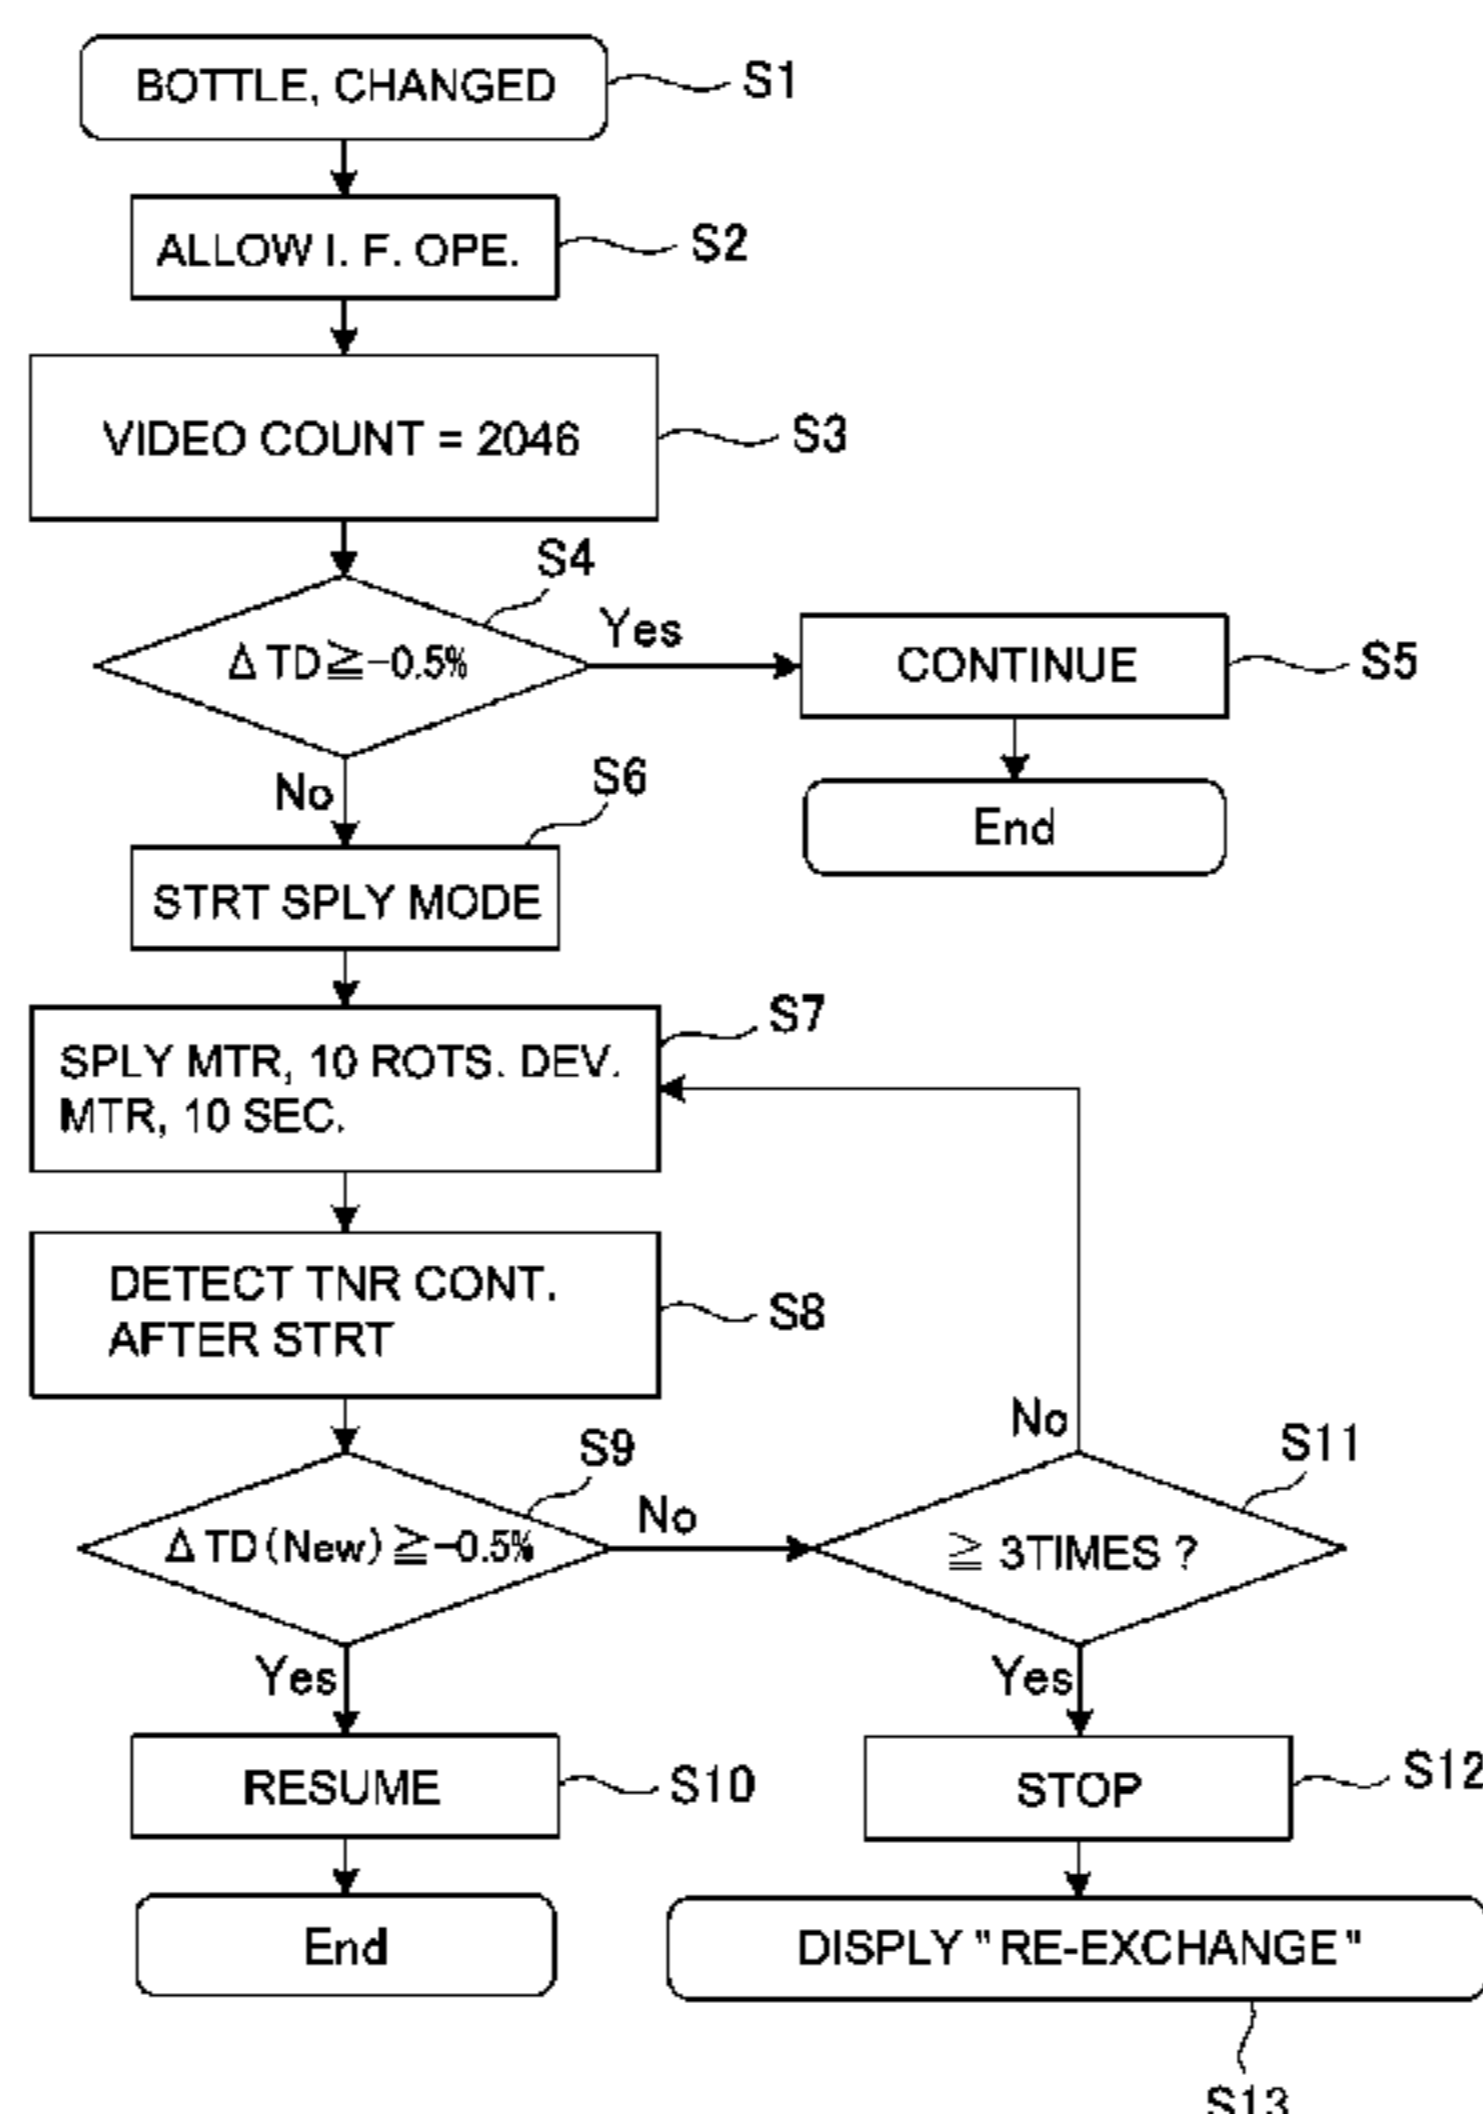 BOTTLE, CHANGED
S1
ALLOW I. F. OPE.
S2
VIDEO COUNT = 2046
S3
S4
Δ TD≧-0.5%
Yes
CONTINUE
S5
End
No
S6
STRT SPLY MODE
S7
SPLY MTR, 10 ROTS. DEV.
MTR, 10 SEC.
DETECT TNR CONT.
AFTER STRT
S8
S9
Δ TD (New) ≧-0.5%
No
No
S11
≧ 3TIMES ?
Yes
RESUME
S10
End
Yes
STOP
S12
DISPLY " RE-EXCHANGE "
S13